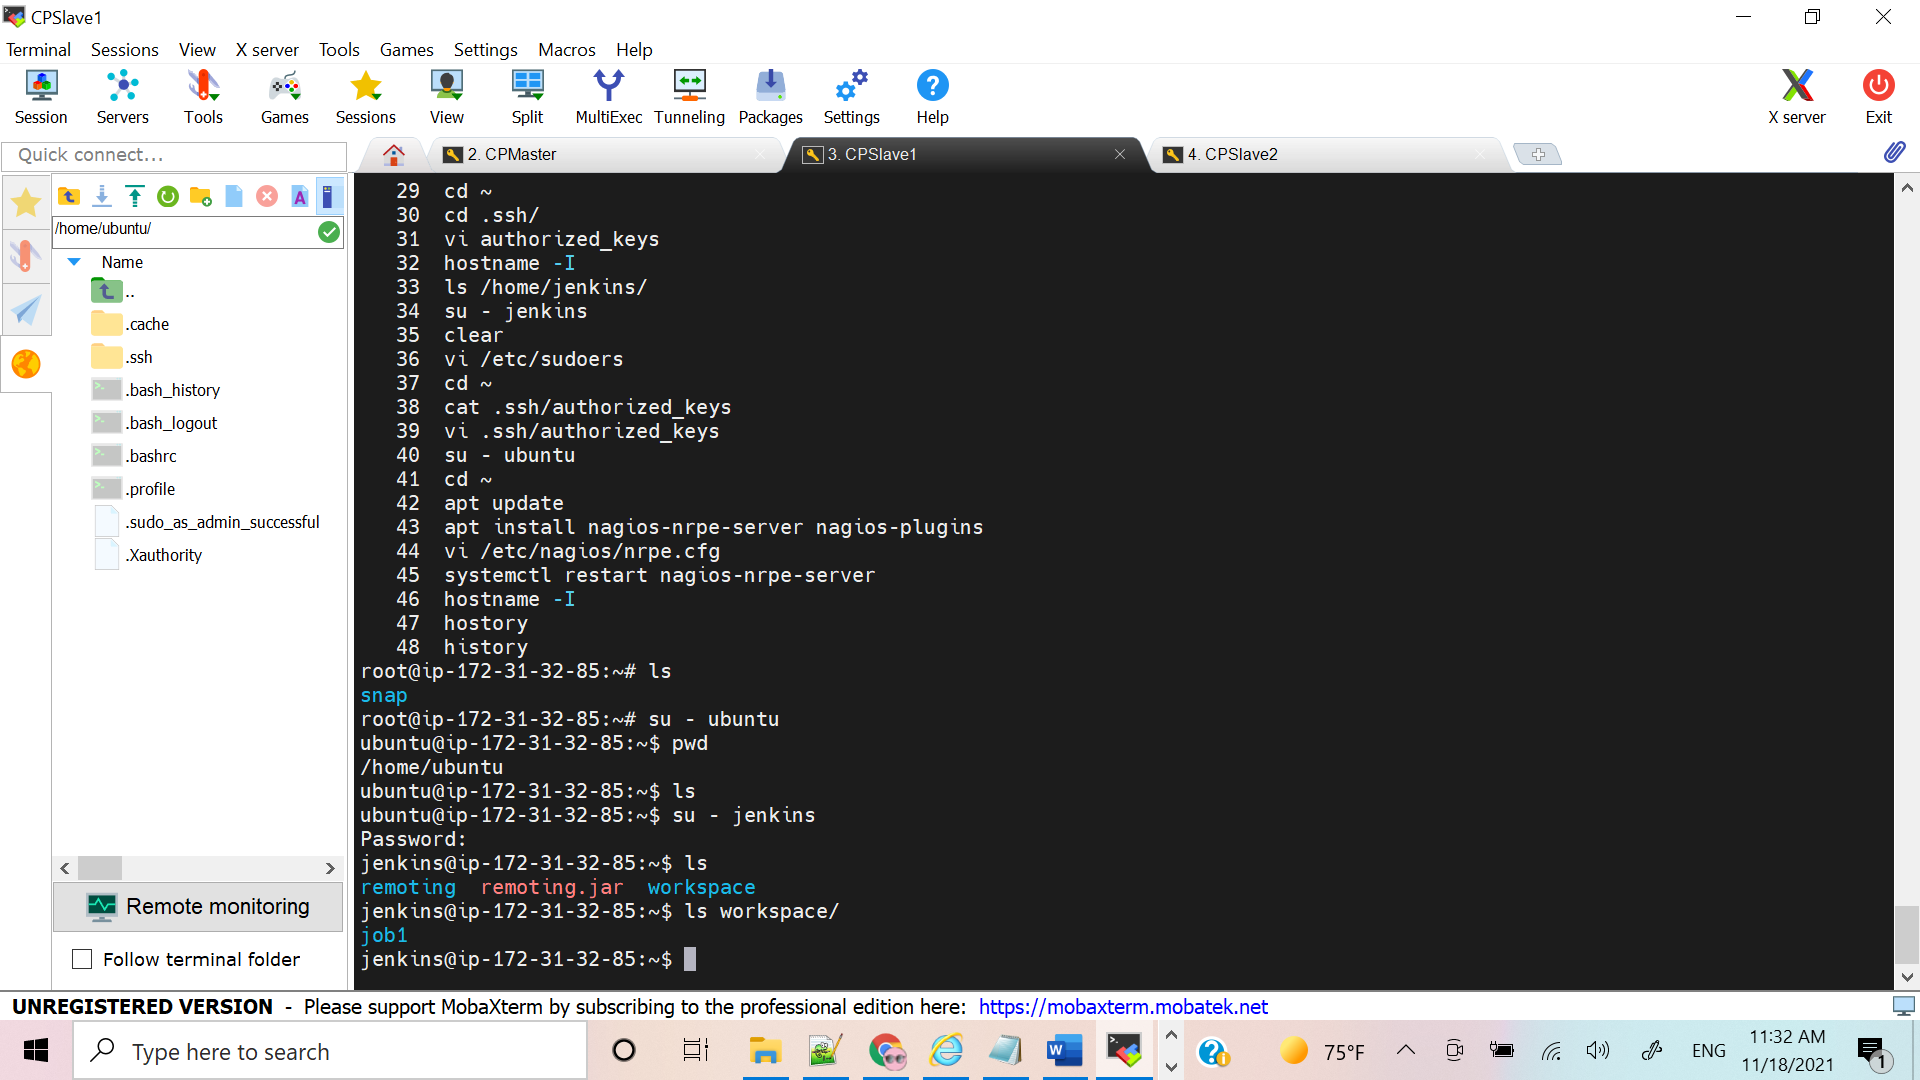 CPSlave1
Terminal Sessions View X server Tools Games Settings Macros Help
Session Servers Tools Games Sessions View Split MultiExec Tunneling Packages Settings Help X server Exit
Quick connect...
2. CPMaster 3. CPSlave1 4. CPSlave2
/home/ubuntu/
Name
..
.cache
.ssh
.bash_history
.bash_logout
.bashrc
.profile
.sudo_as_admin_successful
.Xauthority
Remote monitoring
Follow terminal folder
29 cd ~
30 cd .ssh/
31 vi authorized_keys
32 hostname -I
33 ls /home/jenkins/
34 su - jenkins
35 clear
36 vi /etc/sudoers
37 cd ~
38 cat .ssh/authorized_keys
39 vi .ssh/authorized_keys
40 su - ubuntu
41 cd ~
42 apt update
43 apt install nagios-nrpe-server nagios-plugins
44 vi /etc/nagios/nrpe.cfg
45 systemctl restart nagios-nrpe-server
46 hostname -I
47 hostory
48 history
root@ip-172-31-32-85:~# ls
snap
root@ip-172-31-32-85:~# su - ubuntu
ubuntu@ip-172-31-32-85:~$ pwd
/home/ubuntu
ubuntu@ip-172-31-32-85:~$ ls
ubuntu@ip-172-31-32-85:~$ su - jenkins
Password:
jenkins@ip-172-31-32-85:~$ ls
remoting remoting.jar workspace
jenkins@ip-172-31-32-85:~$ ls workspace/
job1
jenkins@ip-172-31-32-85:~$
UNREGISTERED VERSION - Please support MobaXterm by subscribing to the professional edition here: https://mobaxterm.mobatek.net
Type here to search
75°F
ENG
11:32 AM
11/18/2021
1